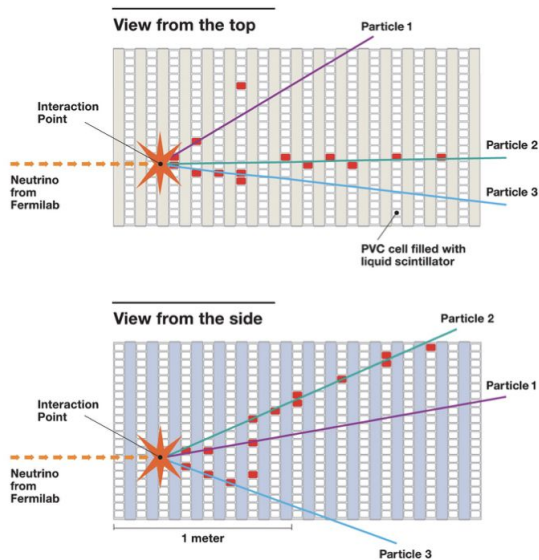 View from the top
Particle 1
Interaction
Point
Particle 2
Neutrino
from
Fermilab
Particle 3
PVC cell filled with
liquid scintillator
View from the side
Particle 2
Particle 1
Interaction
Point
Neutrino
from
Fermilab
1 meter
Particle 3